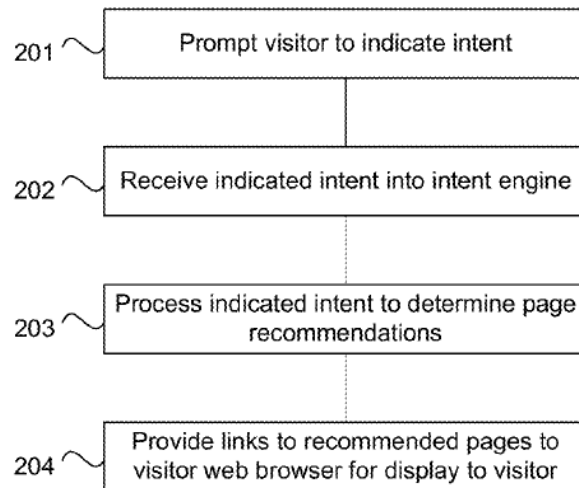 201 Prompt visitor to indicate intent
202 Receive indicated intent into intent engine
203 Process indicated intent to determine page
recommendations
204 Provide links to recommended pages to
visitor web browser for display to visitor